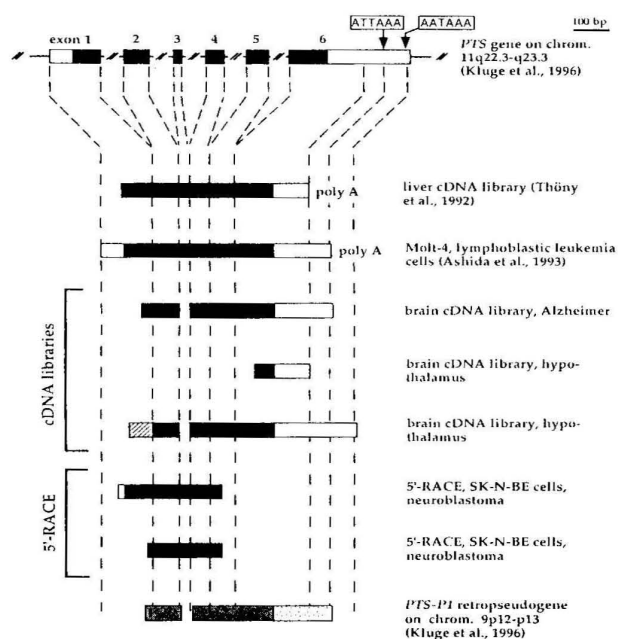 ATTAAA
AATAAA
100 bp
exon 1 2 3 4 5 6
PTS gene on chrom.
11q22.3-q23.3
(Kluge et al., 1996)
poly A
liver cDNA library (Thöny
et al., 1992)
poly A
Molt-4, lymphoblastic leukemia
cells (Ashida et al., 1993)
cDNA libraries
brain cDNA library, Alzheimer
brain cDNA library, hypo-
thalamus
brain cDNA library, hypo-
thalamus
5'-RACE
5'-RACE, SK-N-BE cells,
neuroblastoma
5'-RACE, SK-N-BE cells,
neuroblastoma
PTS-P1 retropseudogene
on chrom. 9p12-p13
(Kluge et al., 1996)